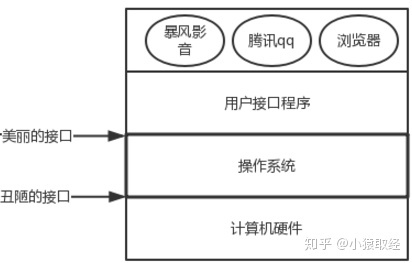 暴风影
音
腾讯qq
浏览器
用户接口程序
美丽的接口
操作系统
丑陋的接口
计算机硬件
知乎 @小猿取经